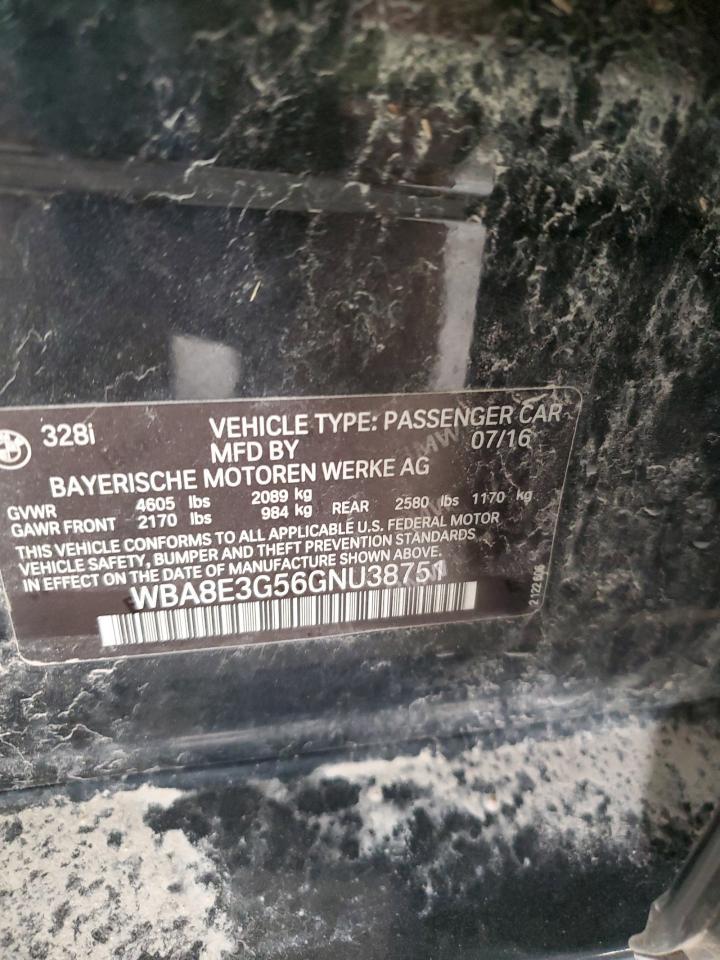 328i VEHICLE TYPE: PASSENGER CAR
MFD BY 07/16
BAYERISCHE MOTOREN WERKE AG
GVWR 4605 lbs 2089 kg
GAWR FRONT 2170 lbs 984 kg REAR 2580 lbs 1170 kg
THIS VEHICLE CONFORMS TO ALL APPLICABLE U.S. FEDERAL MOTOR
VEHICLE SAFETY, BUMPER AND THEFT PREVENTION STANDARDS
IN EFFECT ON THE DATE OF MANUFACTURE SHOWN ABOVE.
WBA8E3G56GNU38751